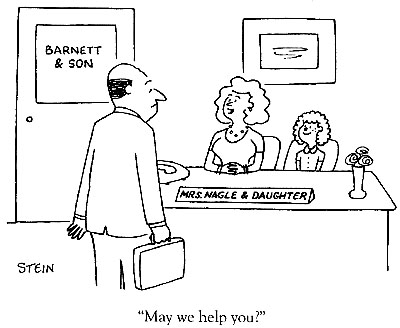 BARNETT
& SON
MRS. NAGLE & DAUGHTER
STEIN
"May we help you?"